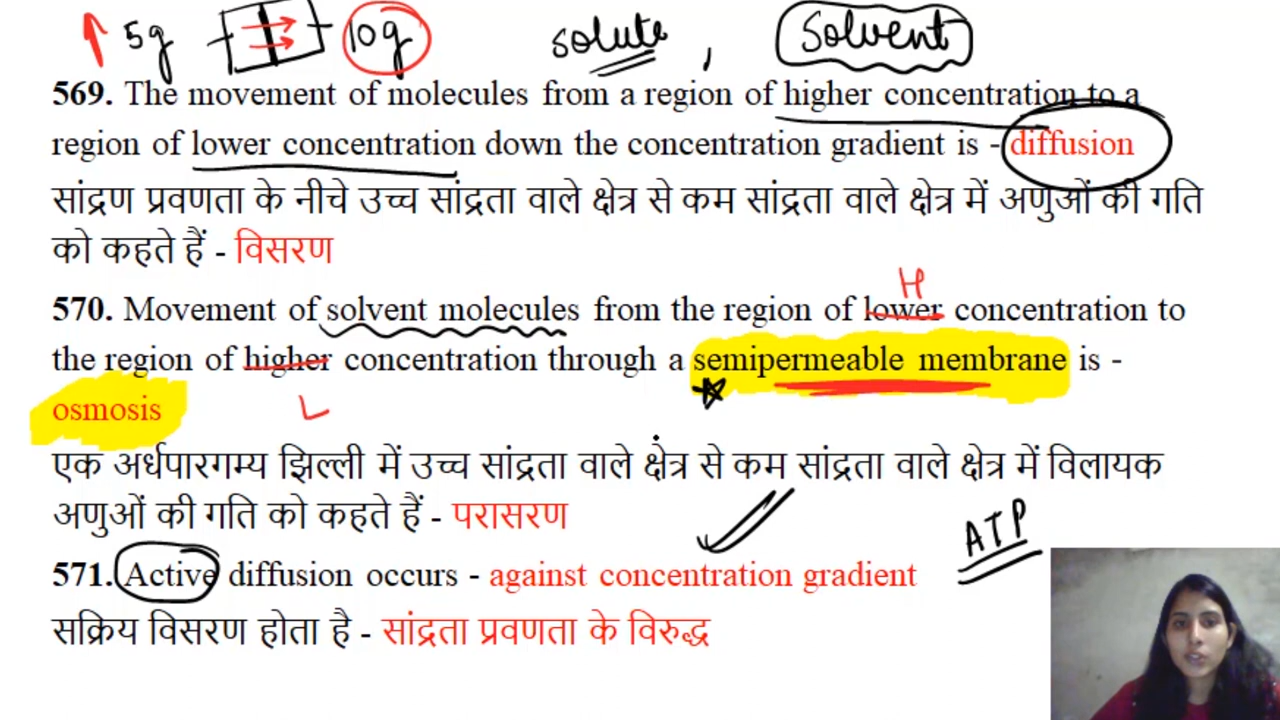 5g 10g solute, Solvent
569. The movement of molecules from a region of higher concentration to a
region of lower concentration down the concentration gradient is - diffusion
सांद्रण प्रवणता के नीचे उच्च सांद्रता वाले क्षेत्र से कम सांद्रता वाले क्षेत्र में अणुओं की गति
को कहते हैं - विसरण
H
570. Movement of solvent molecules from the region of lower concentration to
the region of higher concentration through a semipermeable membrane is -
osmosis
L
एक अर्धपारगम्य झिल्ली में उच्च सांद्रता वाले क्षेत्र से कम सांद्रता वाले क्षेत्र में विलायक
अणुओं की गति को कहते हैं - परासरण
ATP
571. Active diffusion occurs - against concentration gradient
सक्रिय विसरण होता है - सांद्रता प्रवणता के विरुद्ध